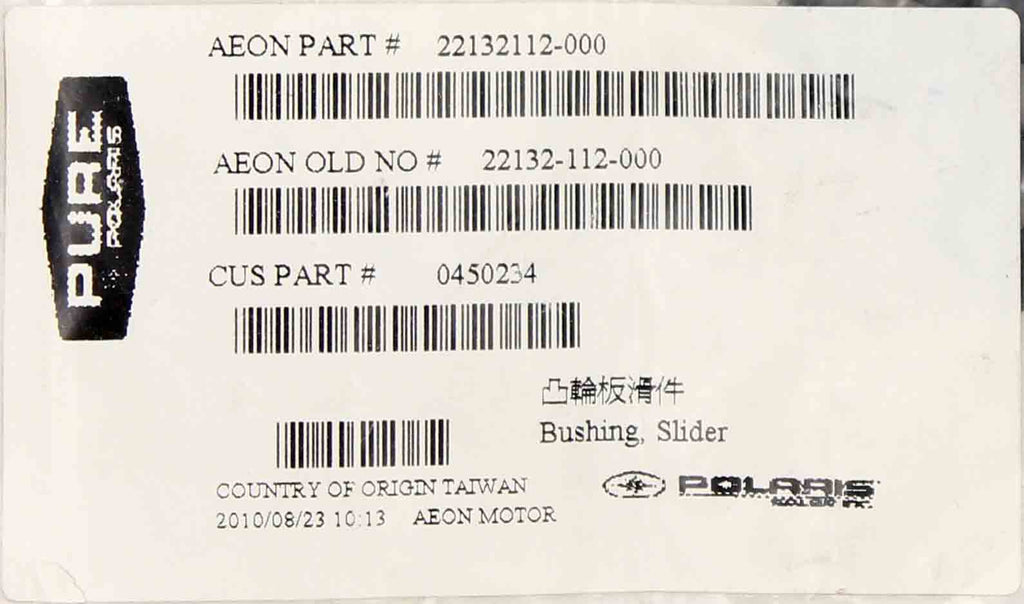 PURE
POLARIS
AEON PART # 22132112-000
AEON OLD NO # 22132-112-000
CUS PART # 0450234
凸輪板滑件
Bushing, Slider
COUNTRY OF ORIGIN TAIWAN
2010/08/23 10:13 AEON MOTOR
POLARIS